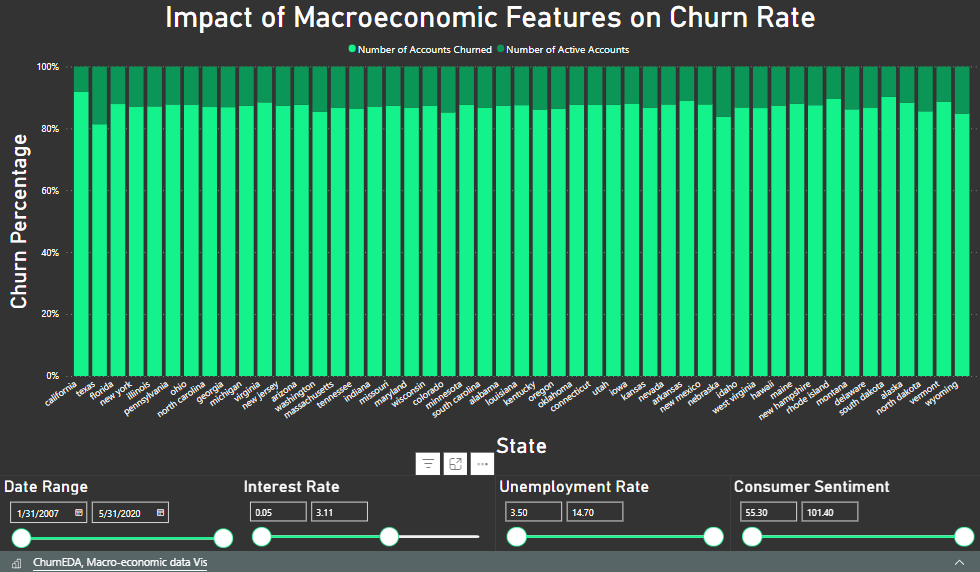 Impact of Macroeconomic Features on Churn Rate
Number of Accounts Churned Number of Active Accounts
Churn Percentage
100%
80%
60%
40%
20%
0%
california
texas
florida
new york
illinois
pennsylvania
ohio
north carolina
georgia
michigan
virginia
new jersey
arizona
washington
massachusetts
tennessee
indiana
missouri
maryland
wisconsin
colorado
minnesota
south carolina
alabama
louisiana
kentucky
oregon
oklahoma
connecticut
utah
iowa
kansas
nevada
arkansas
new mexico
nebraska
idaho
west virginia
hawaii
maine
new hampshire
rhode island
montana
delaware
south dakota
alaska
north dakota
vermont
wyoming
State
Date Range
1/31/2007 5/31/2020
Interest Rate
0.05 3.11
Unemployment Rate
3.50 14.70
Consumer Sentiment
55.30 101.40
ChurnEDA, Macro-economic data Vis